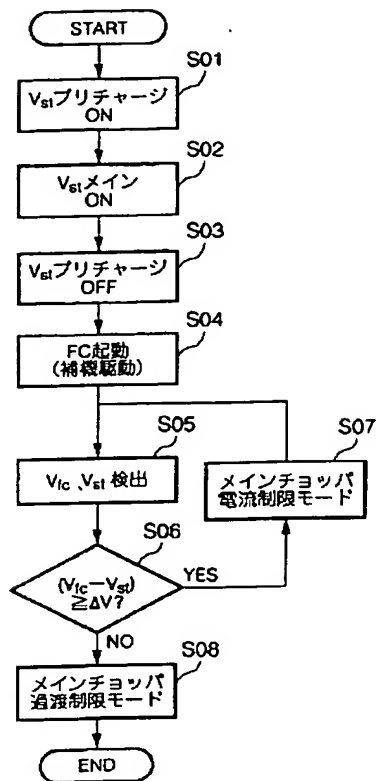 START
S01
Vstプリチャージ
ON
S02
Vstメイン
ON
S03
Vstプリチャージ
OFF
S04
FC起動
(補機駆動)
S05
Vfc、Vst 検出
S07
メインチョッパ
電流制限モード
S06
(Vfc−Vst)
≧ΔV?
YES
NO
S08
メインチョッパ
過渡制限モード
END